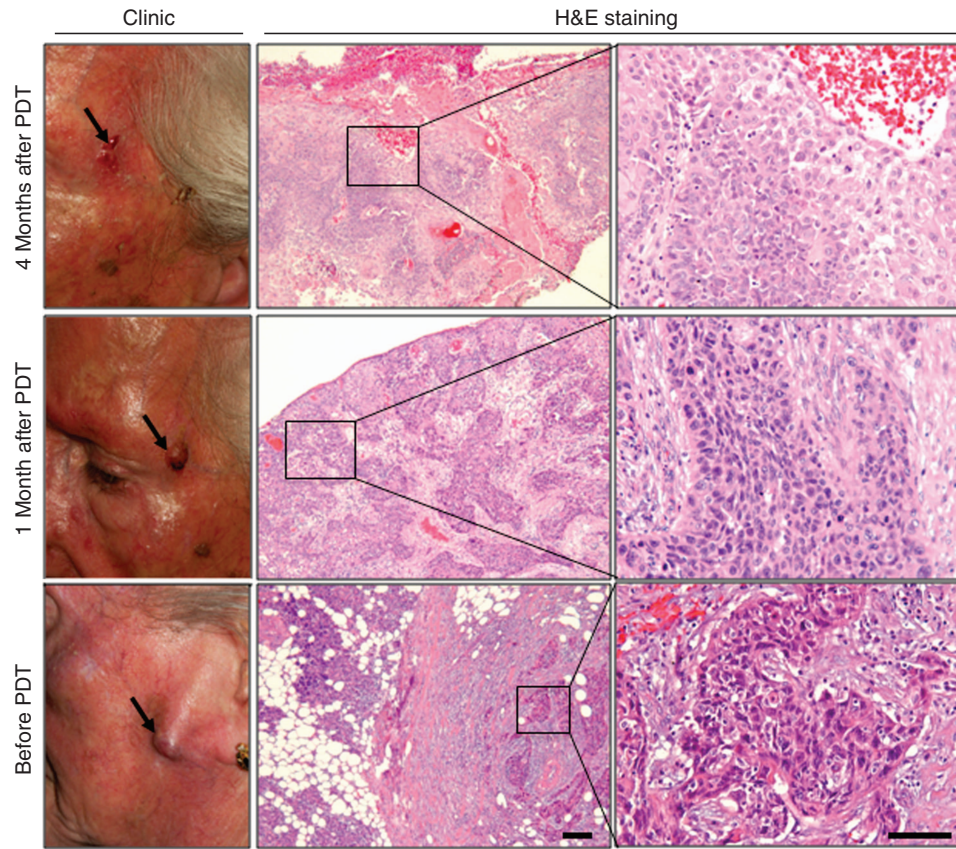 Clinic
H&E staining
4 Months after PDT
1 Month after PDT
Before PDT